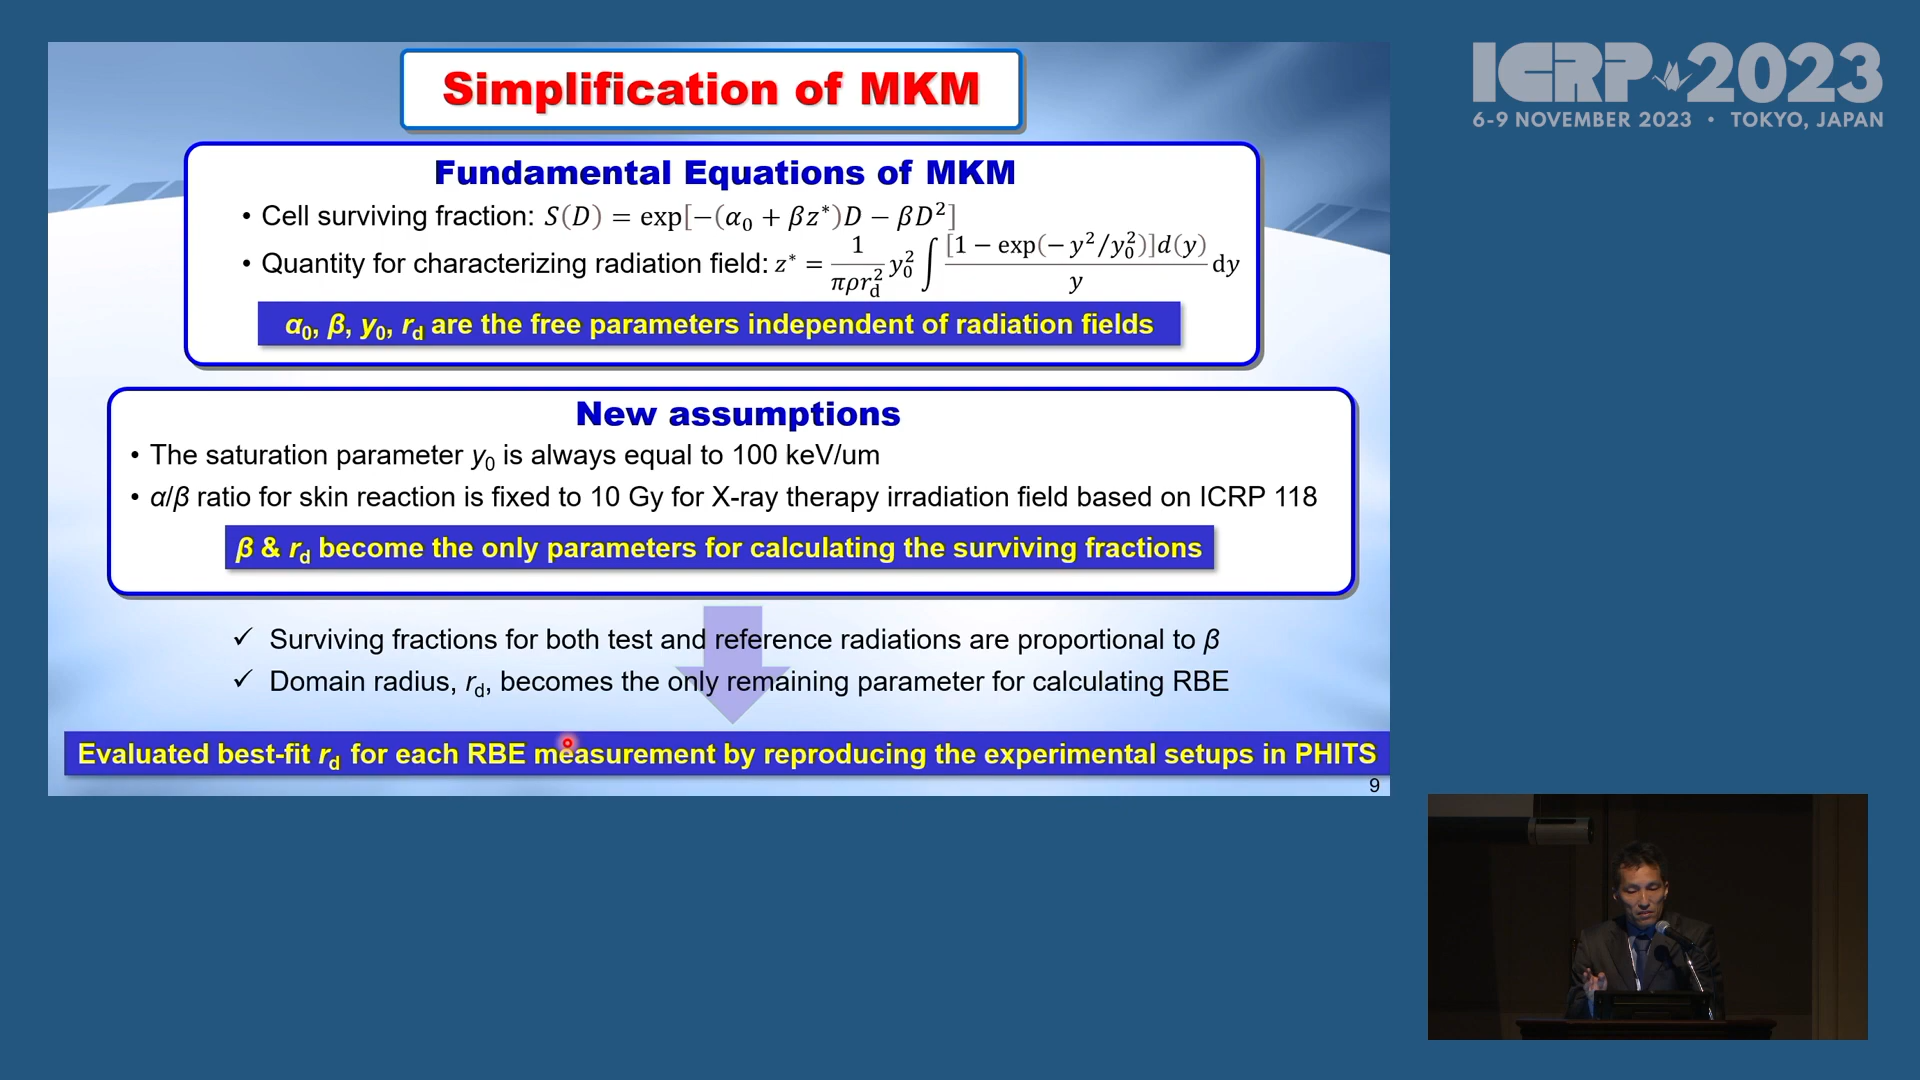 Simplification of MKM
ICRP 2023
6-9 NOVEMBER 2023 • TOKYO, JAPAN
Fundamental Equations of MKM
• Cell surviving fraction: S(D) = exp[−(α₀ + βz*)D − βD²]
• Quantity for characterizing radiation field: z* = 1/(πρr_d²) y₀² ∫ [1 − exp(−y²/y₀²)]d(y)/y dy
α₀, β, y₀, r_d are the free parameters independent of radiation fields
New assumptions
• The saturation parameter y₀ is always equal to 100 keV/um
• α/β ratio for skin reaction is fixed to 10 Gy for X-ray therapy irradiation field based on ICRP 118
β & r_d become the only parameters for calculating the surviving fractions
✓ Surviving fractions for both test and reference radiations are proportional to β
✓ Domain radius, r_d, becomes the only remaining parameter for calculating RBE
Evaluated best-fit r_d for each RBE measurement by reproducing the experimental setups in PHITS
9